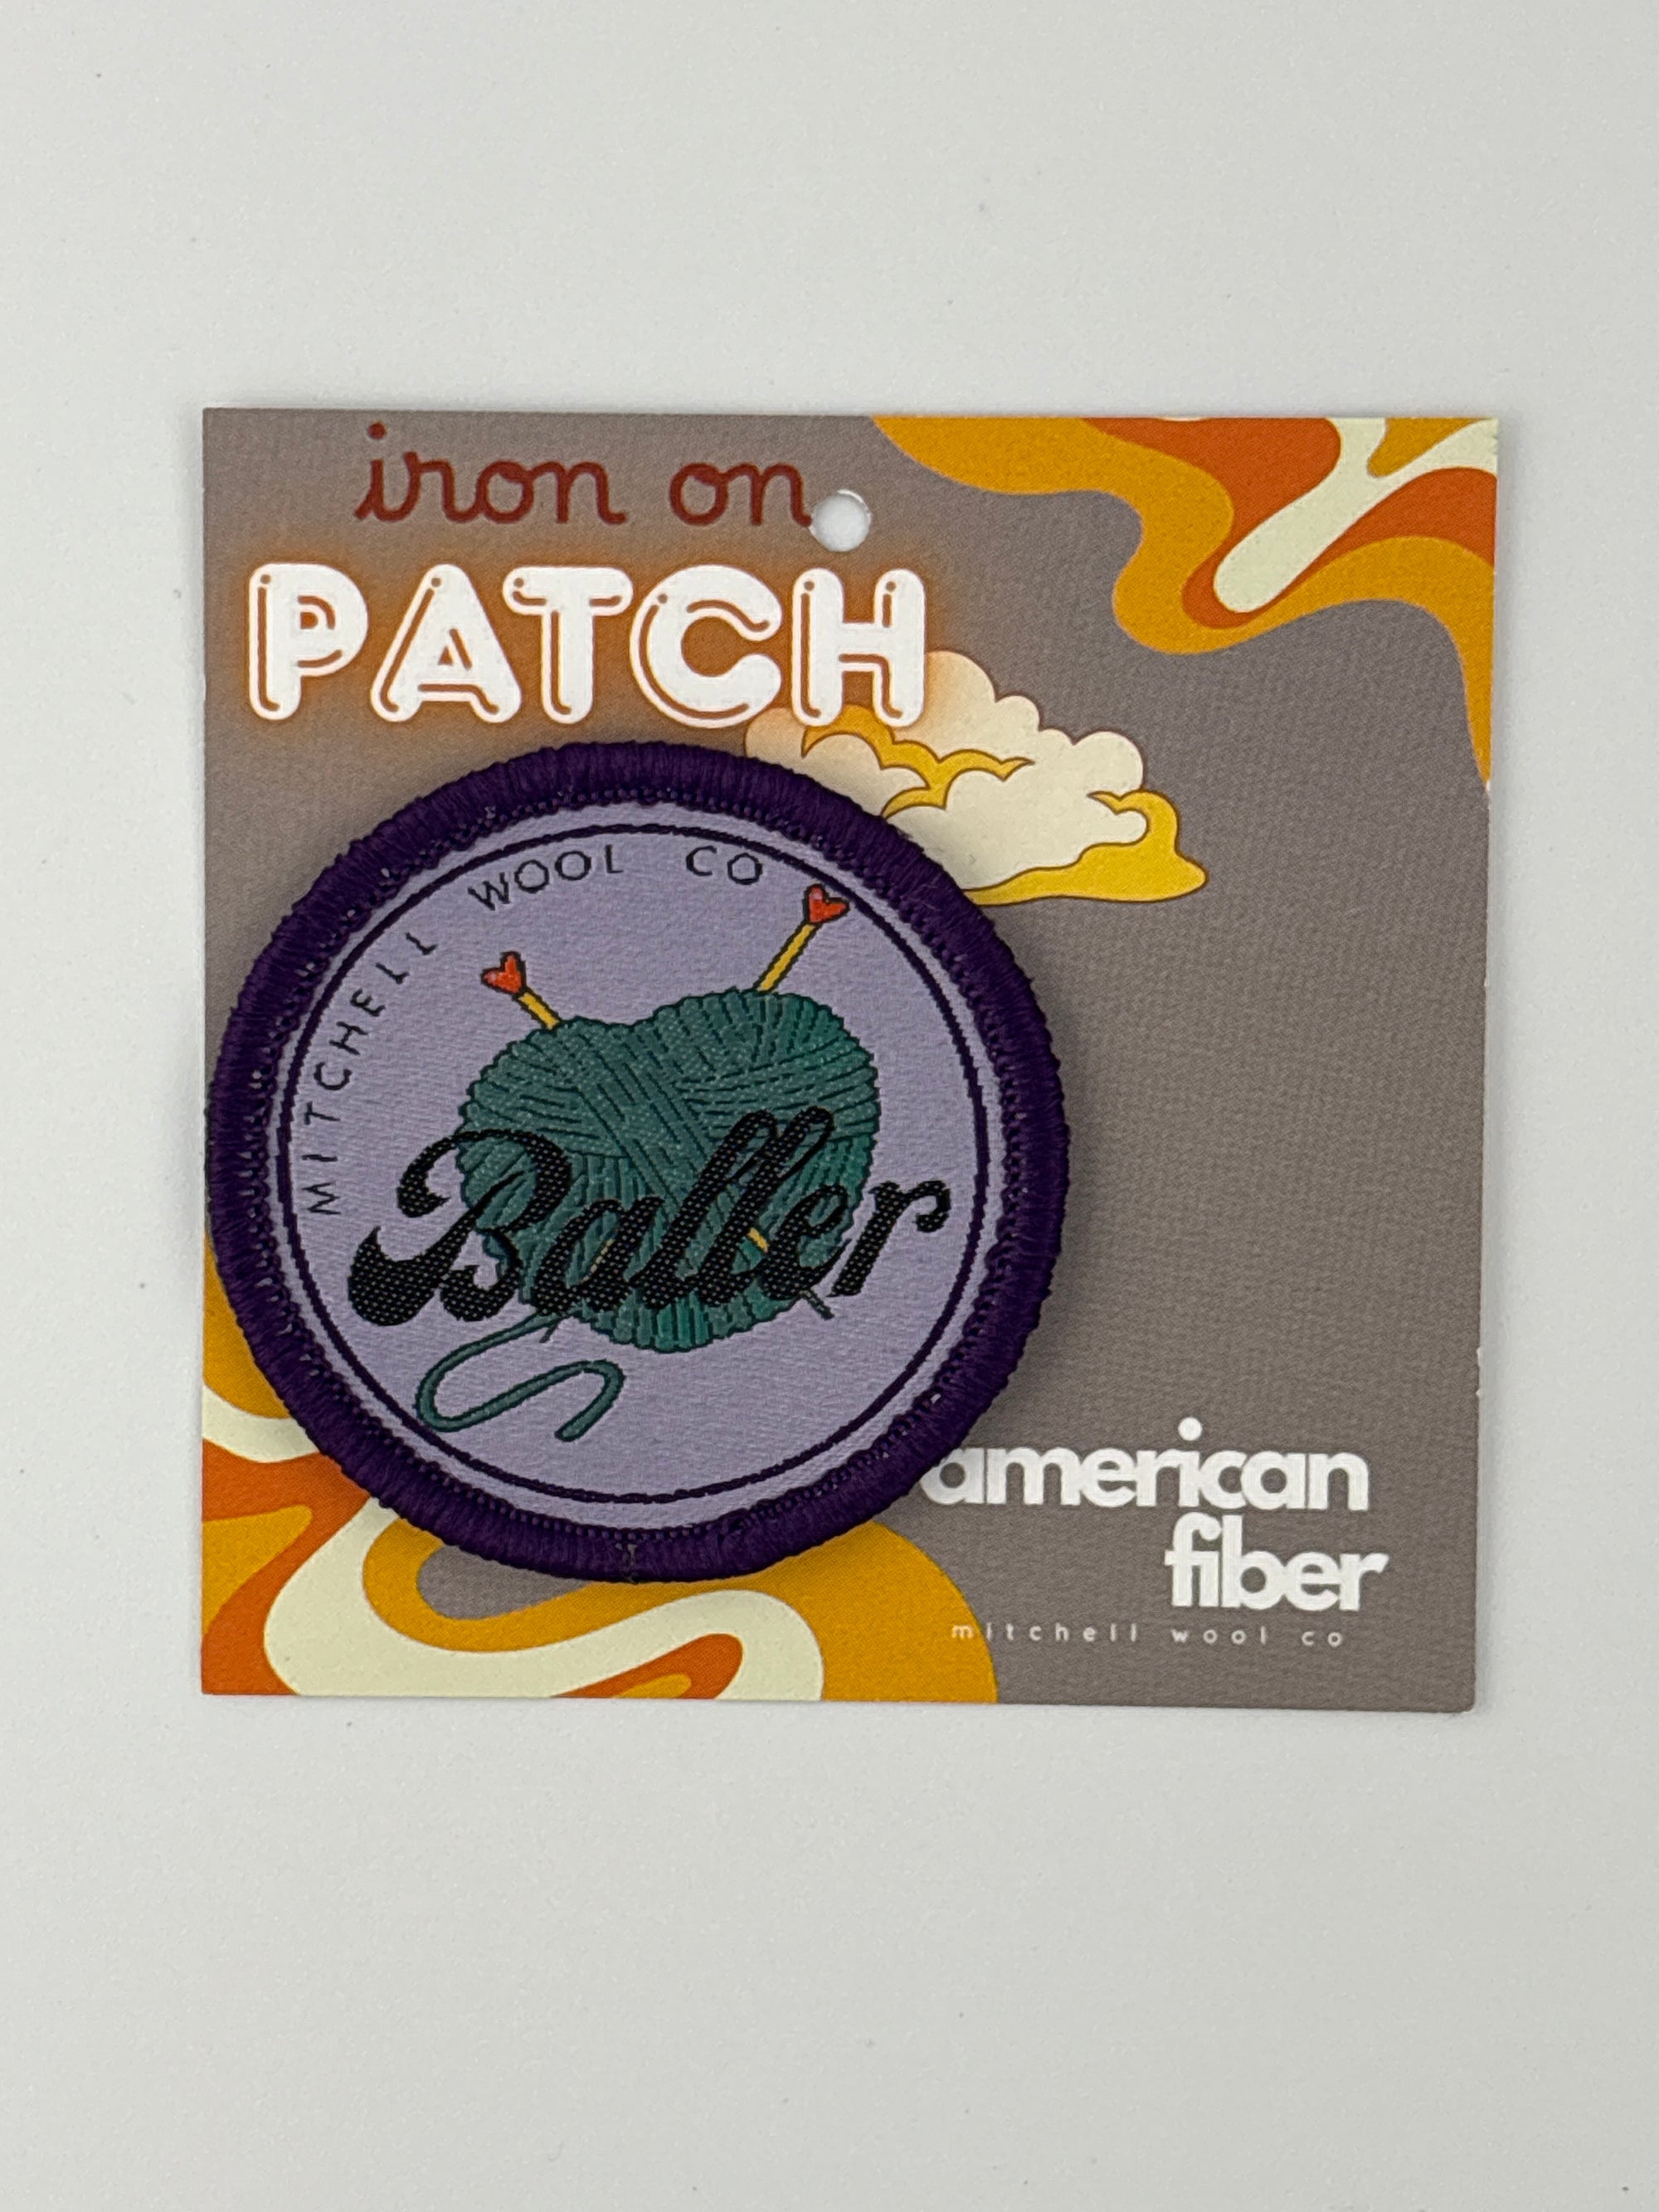 iron on
PATCH
MITCHELL WOOL CO
Baller
american
fiber
mitchell wool co